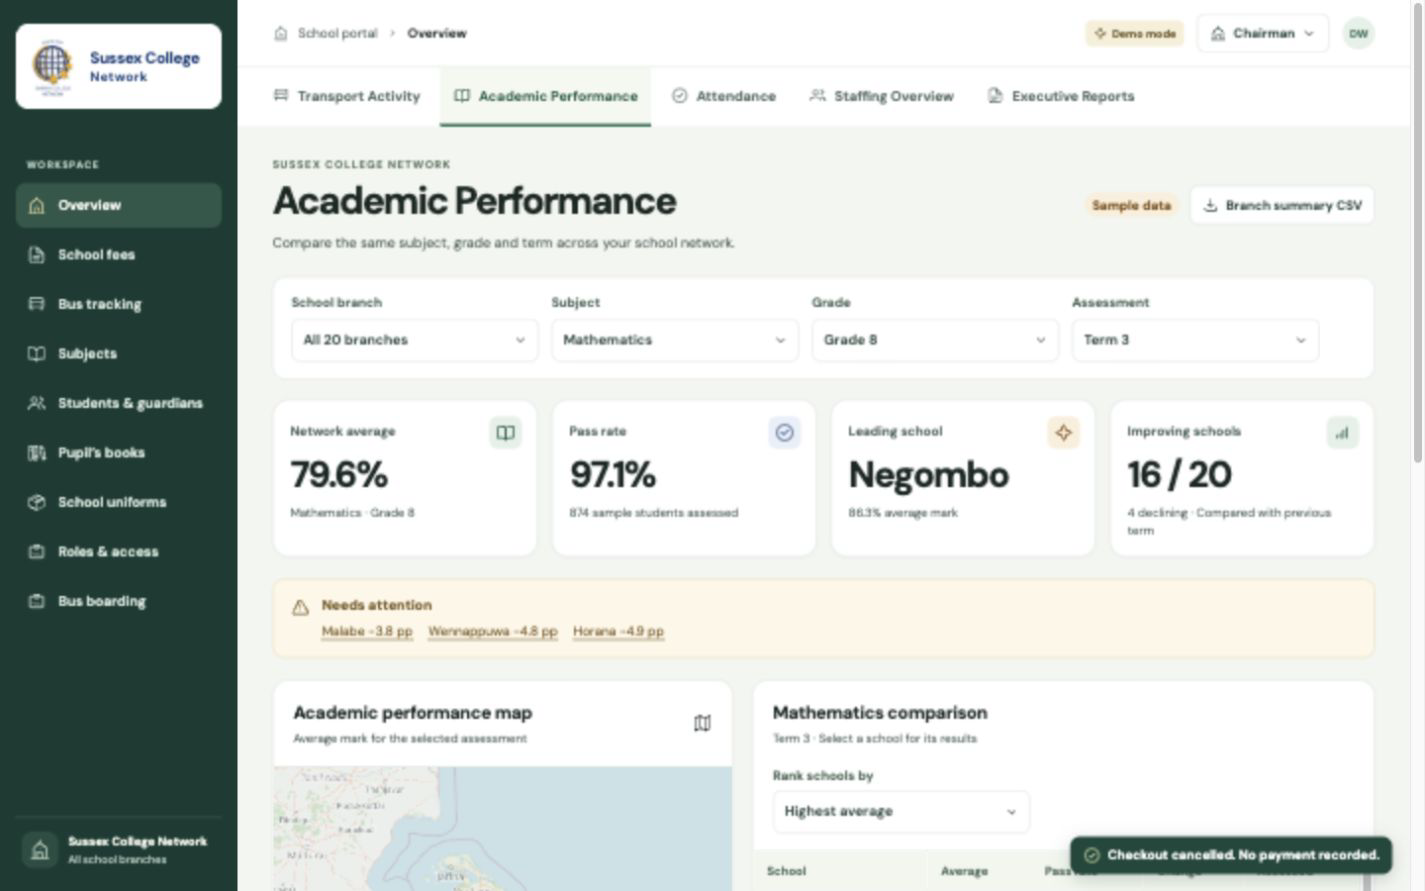 Sussex College
Network
WORKSPACE
Overview
School fees
Bus tracking
Subjects
Students & guardians
Pupil's books
School uniforms
Roles & access
Bus boarding
Sussex College Network
All school branches
School portal > Overview
Demo mode
Chairman
DW
Transport Activity
Academic Performance
Attendance
Staffing Overview
Executive Reports
SUSSEX COLLEGE NETWORK
Academic Performance
Sample data
Branch summary CSV
Compare the same subject, grade and term across your school network.
School branch
Subject
Grade
Assessment
All 20 branches
Mathematics
Grade 8
Term 3
Network average
79.6%
Mathematics · Grade 8
Pass rate
97.1%
874 sample students assessed
Leading school
Negombo
86.3% average mark
Improving schools
16 / 20
4 declining · Compared with previous
term
Needs attention
Malabe -3.8 pp
Wennappuwa -4.8 pp
Horana -4.9 pp
Academic performance map
Average mark for the selected assessment
Mathematics comparison
Term 3 · Select a school for its results
Rank schools by
Highest average
School
Average
Checkout cancelled. No payment recorded.